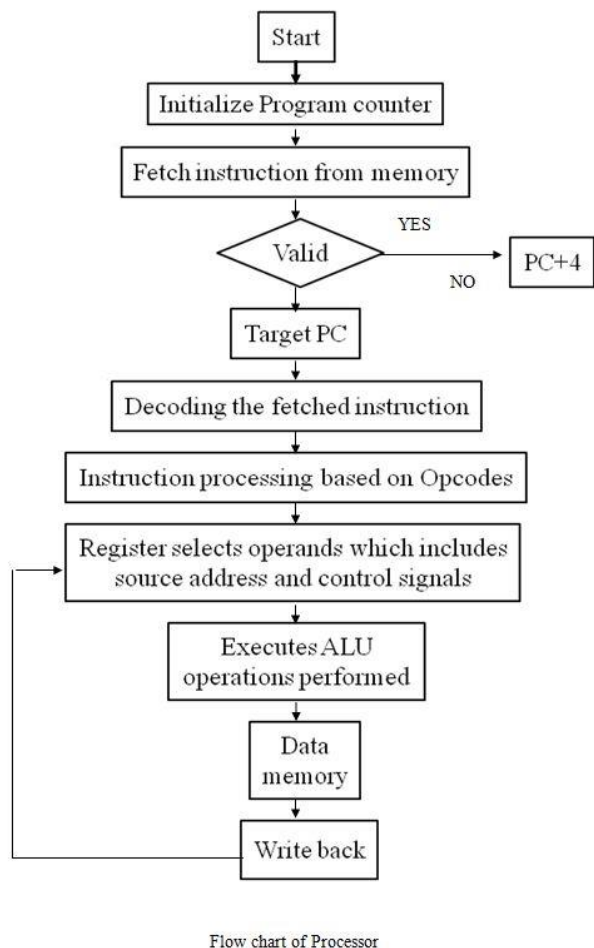 Start
Initialize Program counter
Fetch instruction from memory
YES
Valid
PC+4
NO
Target PC
Decoding the fetched instruction
Instruction processing based on Opcodes
Register selects operands which includes
source address and control signals
Executes ALU
operations performed
Data
memory
Write back
Flow chart of Processor